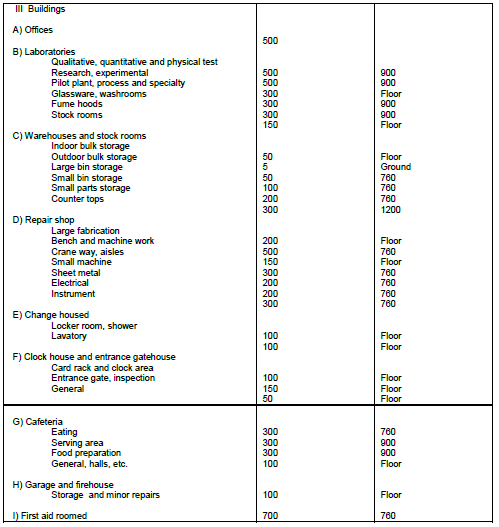 III Buildings
A) Offices
500
B) Laboratories
Qualitative, quantitative and physical test
Research, experimental 500 900
Pilot plant, process and specialty 500 900
Glassware, washrooms 300 Floor
Fume hoods 300 900
Stock rooms 300 900
150 Floor
C) Warehouses and stock rooms
Indoor bulk storage
Outdoor bulk storage 50 Floor
Large bin storage 5 Ground
Small bin storage 50 760
Small parts storage 100 760
Counter tops 200 760
300 1200
D) Repair shop
Large fabrication
Bench and machine work 200 Floor
Crane way, aisles 500 760
Small machine 150 Floor
Sheet metal 300 760
Electrical 200 760
Instrument 200 760
300 760
E) Change housed
Locker room, shower
Lavatory 100 Floor
100 Floor
F) Clock house and entrance gatehouse
Card rack and clock area
Entrance gate, inspection 100 Floor
General 150 Floor
50 Floor
G) Cafeteria
Eating 300 760
Serving area 300 900
Food preparation 300 900
General, halls, etc. 100 Floor
H) Garage and firehouse
Storage and minor repairs 100 Floor
I) First aid roomed 700 760